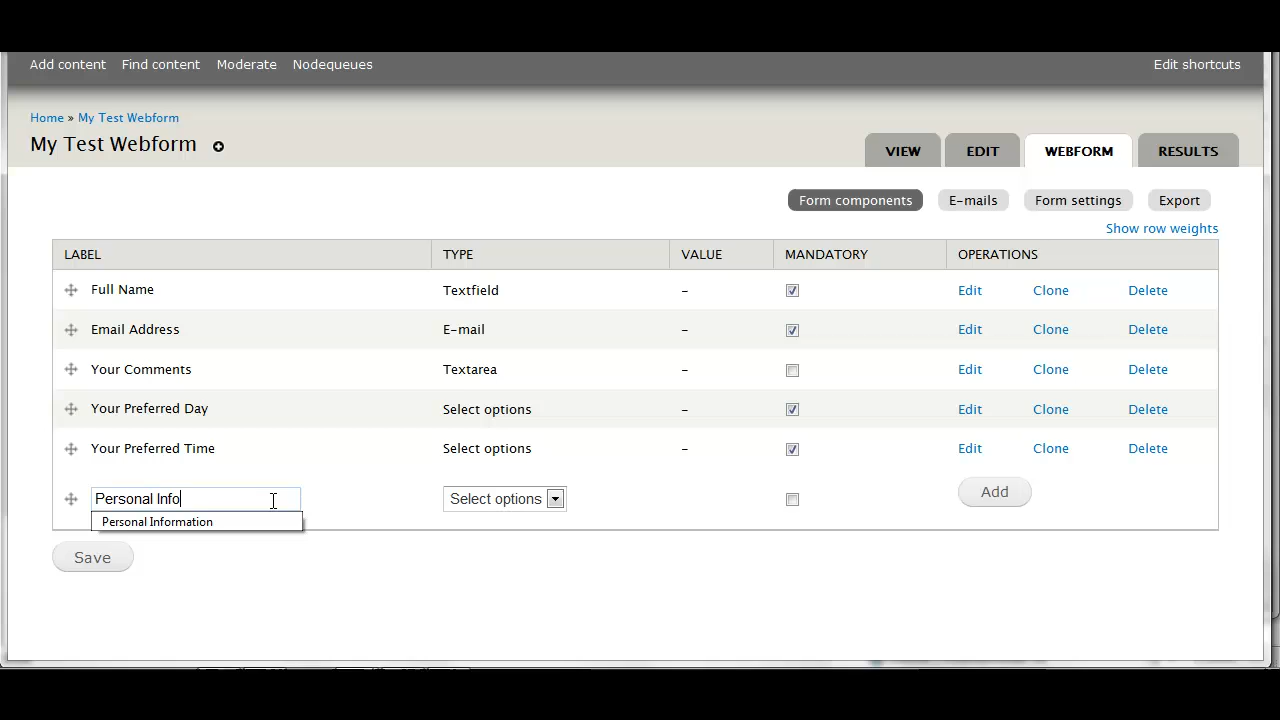 Add content Find content Moderate Nodequeues Edit shortcuts
Home » My Test Webform
My Test Webform
VIEW EDIT WEBFORM RESULTS
Form components E-mails Form settings Export
Show row weights
LABEL TYPE VALUE MANDATORY OPERATIONS
Full Name Textfield – Edit Clone Delete
Email Address E-mail – Edit Clone Delete
Your Comments Textarea – Edit Clone Delete
Your Preferred Day Select options – Edit Clone Delete
Your Preferred Time Select options – Edit Clone Delete
Personal Info Select options Add
Personal Information
Save